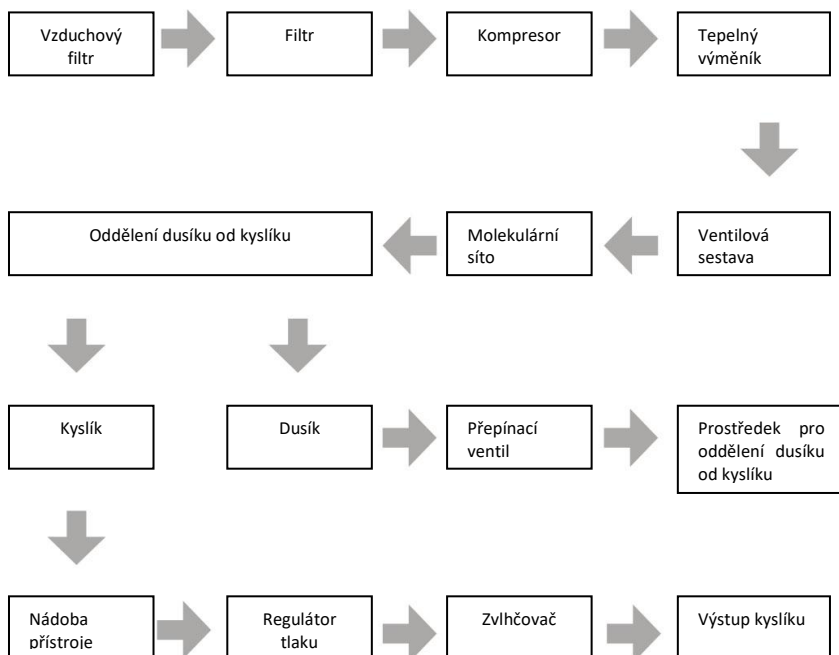 Vzduchový
filtr
Filtr
Kompresor
Tepelný
výměník
Oddělení dusíku od kyslíku
Molekulární
síto
Ventilová
sestava
Kyslík
Dusík
Přepínací
ventil
Prostředek pro
oddělení dusíku
od kyslíku
Nádoba
přístroje
Regulátor
tlaku
Zvlhčovač
Výstup kyslíku